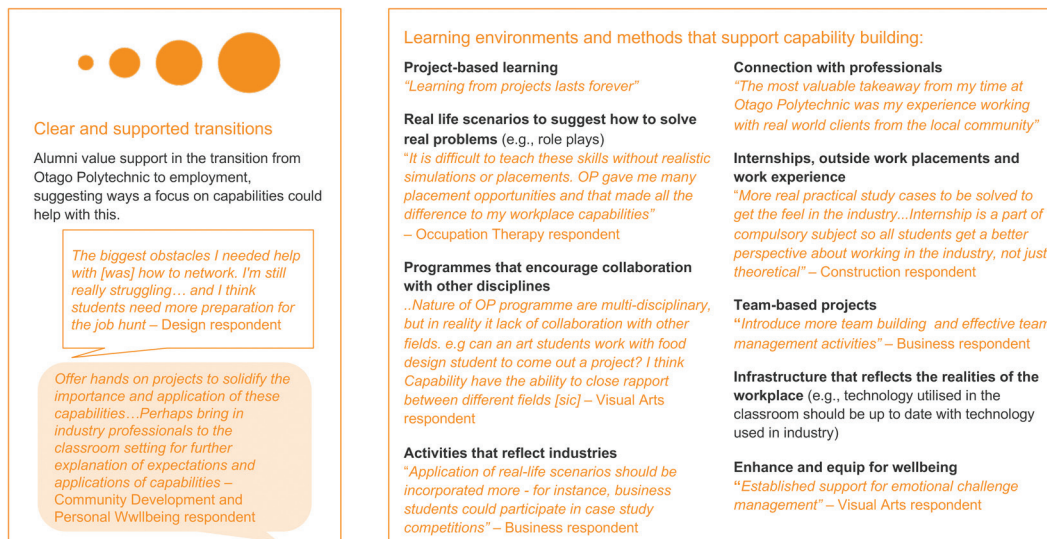 Clear and supported transitions
Alumni value support in the transition from
Otago Polytechnic to employment,
suggesting ways a focus on capabilities could
help with this.
The biggest obstacles I needed help
with [was] how to network. I'm still
really struggling… and I think
students need more preparation for
the job hunt – Design respondent
Offer hands on projects to solidify the
importance and application of these
capabilities…Perhaps bring in
industry professionals to the
classroom setting for further
explanation of expectations and
applications of capabilities –
Community Development and
Personal Wwllbeing respondent
Learning environments and methods that support capability building:
Project-based learning
“Learning from projects lasts forever”
Real life scenarios to suggest how to solve
real problems (e.g., role plays)
“It is difficult to teach these skills without realistic
simulations or placements. OP gave me many
placement opportunities and that made all the
difference to my workplace capabilities”
– Occupation Therapy respondent
Programmes that encourage collaboration
with other disciplines
..Nature of OP programme are multi-disciplinary,
but in reality it lack of collaboration with other
fields. e.g can an art students work with food
design student to come out a project? I think
Capability have the ability to close rapport
between different fields [sic] – Visual Arts
respondent
Activities that reflect industries
“Application of real-life scenarios should be
incorporated more - for instance, business
students could participate in case study
competitions” – Business respondent
Connection with professionals
“The most valuable takeaway from my time at
Otago Polytechnic was my experience working
with real world clients from the local community”
Internships, outside work placements and
work experience
“More real practical study cases to be solved to
get the feel in the industry...Internship is a part of
compulsory subject so all students get a better
perspective about working in the industry, not just
theoretical” – Construction respondent
Team-based projects
“Introduce more team building and effective team
management activities” – Business respondent
Infrastructure that reflects the realities of the
workplace (e.g., technology utilised in the
classroom should be up to date with technology
used in industry)
Enhance and equip for wellbeing
“Established support for emotional challenge
management” – Visual Arts respondent